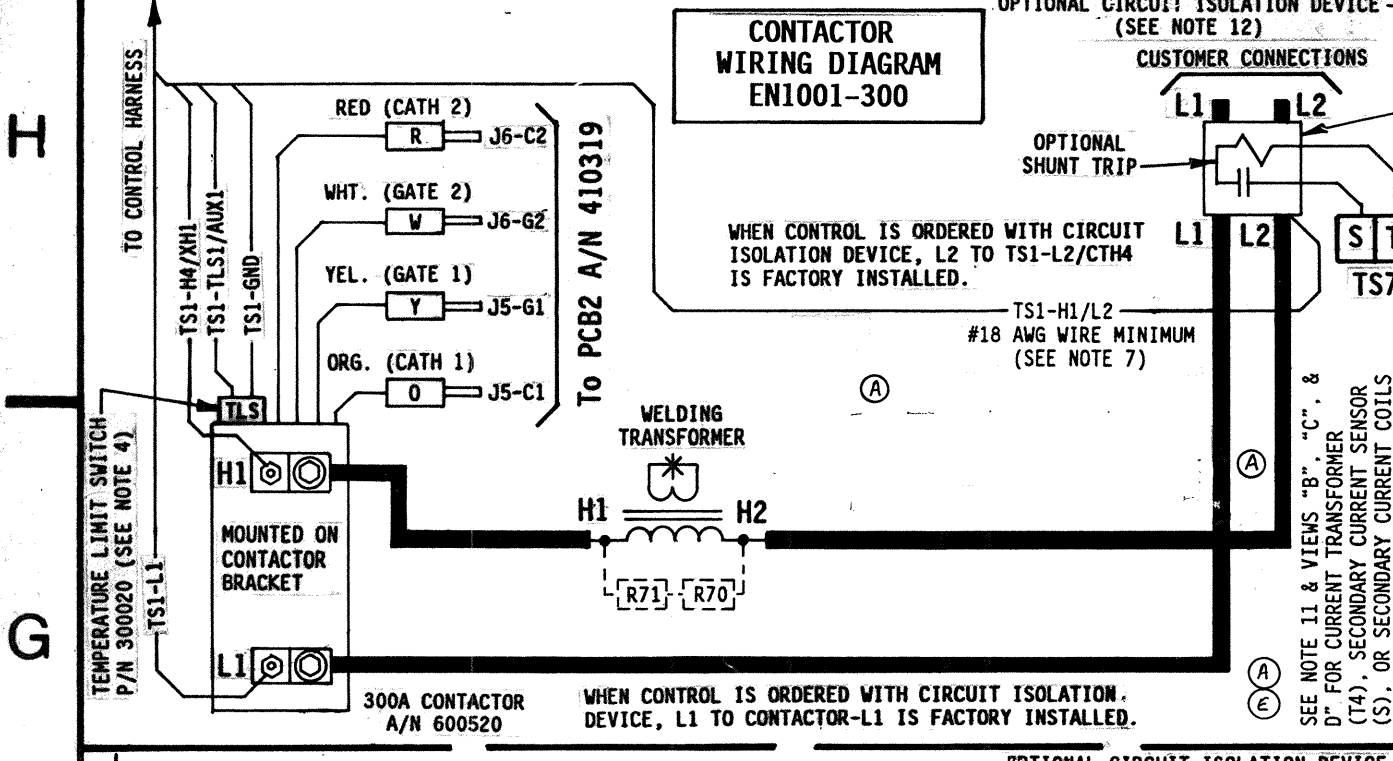 OPTIONAL CIRCUIT ISOLATION DEVICE
(SEE NOTE 12)
CONTACTOR
WIRING DIAGRAM
EN1001-300
CUSTOMER CONNECTIONS
L1
L2
H
TO CONTROL HARNESS
RED (CATH 2)
R
J6-C2
WHT. (GATE 2)
W
J6-G2
YEL. (GATE 1)
Y
J5-G1
ORG. (CATH 1)
O
J5-C1
To PCB2 A/N 410319
OPTIONAL
SHUNT TRIP
WHEN CONTROL IS ORDERED WITH CIRCUIT
ISOLATION DEVICE, L2 TO TS1-L2/CTH4
IS FACTORY INSTALLED.
L1
L2
S
T
TS7
TS1-H4/XH1
TS1-TLS1/AUX1
TS1-GND
TS1-H1/L2
#18 AWG WIRE MINIMUM
(SEE NOTE 7)
A
TLS
TEMPERATURE LIMIT SWITCH
P/N 300020 (SEE NOTE 4)
TS1-L1
H1
MOUNTED ON
CONTACTOR
BRACKET
L1
WELDING
TRANSFORMER
H1
H2
R71
R70
A
G
300A CONTACTOR
A/N 600520
WHEN CONTROL IS ORDERED WITH CIRCUIT ISOLATION.
DEVICE, L1 TO CONTACTOR-L1 IS FACTORY INSTALLED.
A
E
SEE NOTE 11 & VIEWS "B", "C", &
D" FOR CURRENT TRANSFORMER
(T4), SECONDARY CURRENT SENSOR
(S), OR SECONDARY CURRENT COILS
OPTIONAL CIRCUIT ISOLATION DEVICE